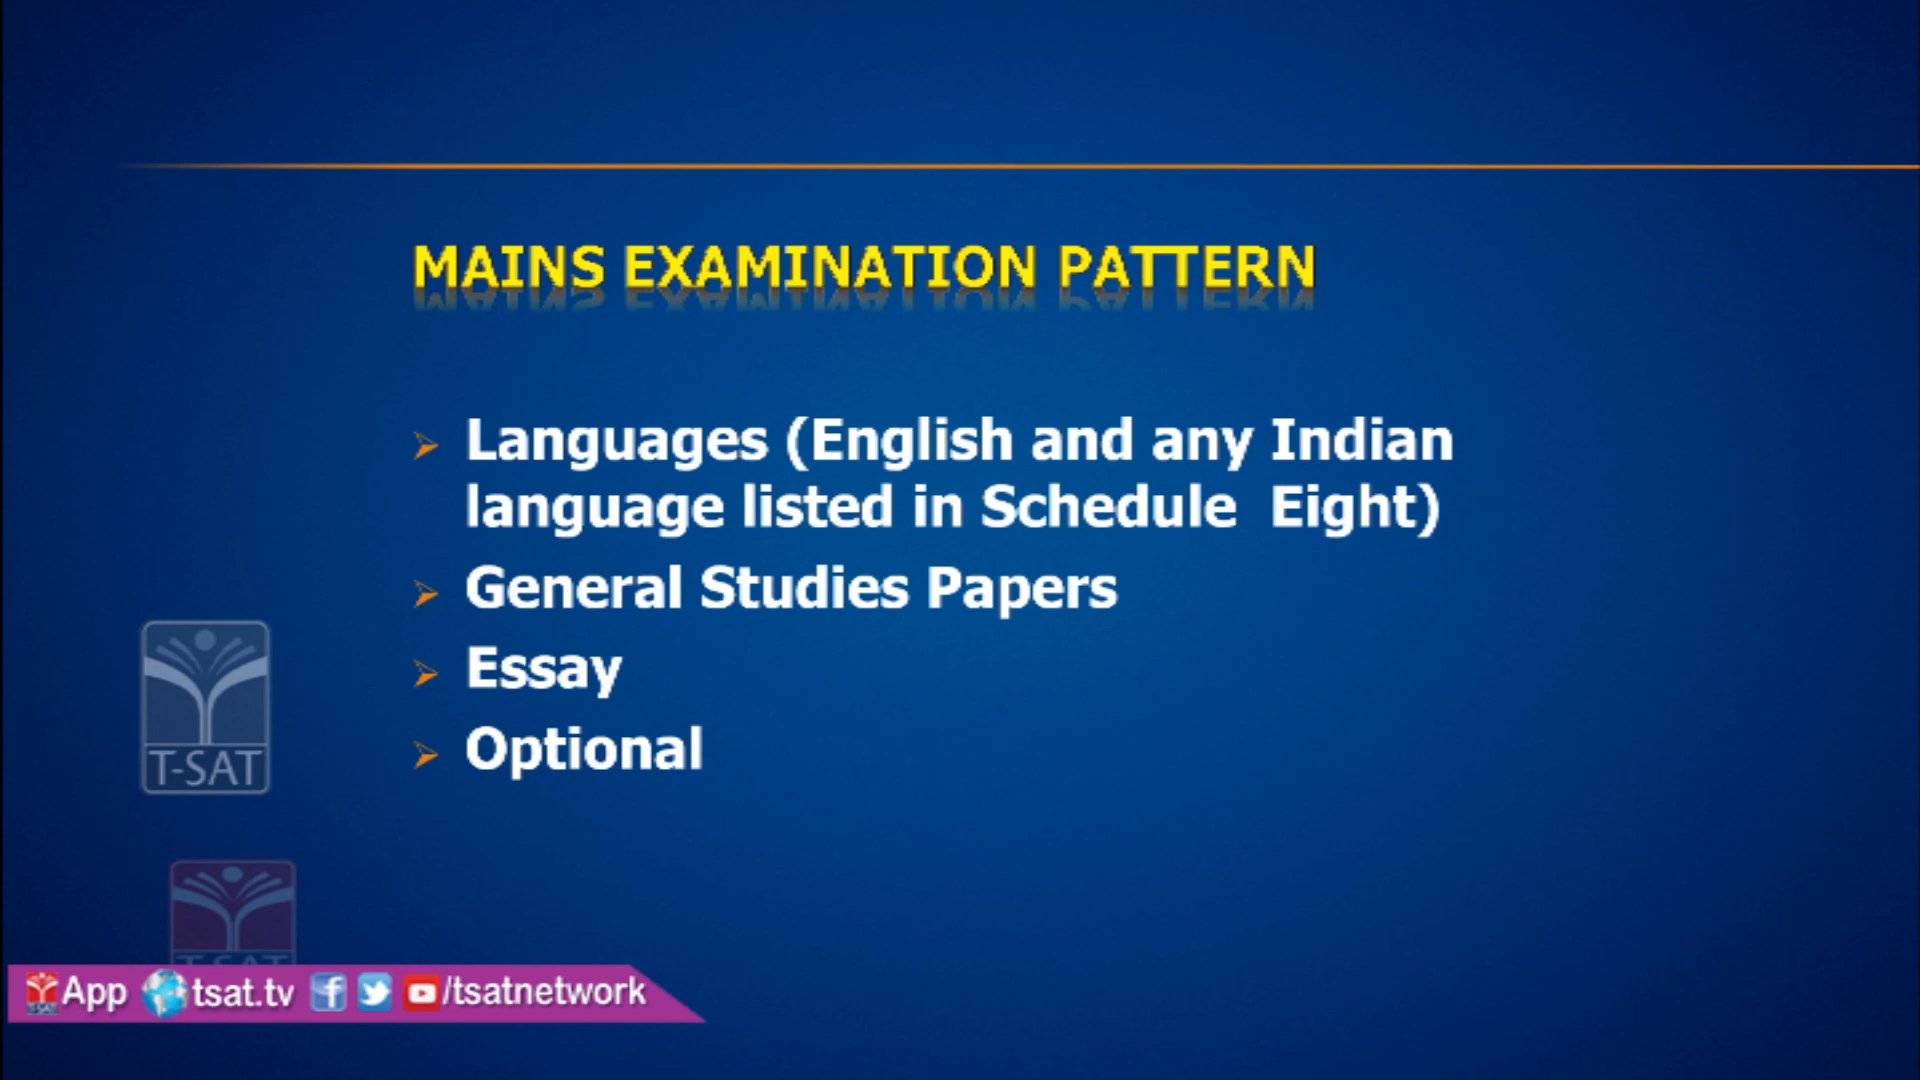 MAINS EXAMINATION PATTERN
Languages (English and any Indian
language listed in Schedule Eight)
General Studies Papers
Essay
Optional
T-SAT
T-SAT
App tsat.tv /tsatnetwork